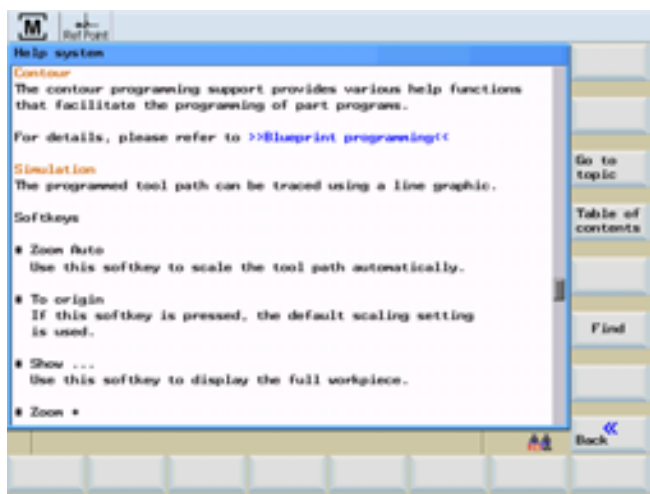 M
Ref Point
Help system
Contour
The contour programming support provides various help functions
that facilitate the programming of part programs.
For details, please refer to >>Blueprint programming<<
Simulation
The programmed tool path can be traced using a line graphic.
Softkeys
Zoom Auto
Use this softkey to scale the tool path automatically.
To origin
If this softkey is pressed, the default scaling setting
is used.
Show ...
Use this softkey to display the full workpiece.
Zoom +
Go to
topic
Table of
contents
Find
«
Back